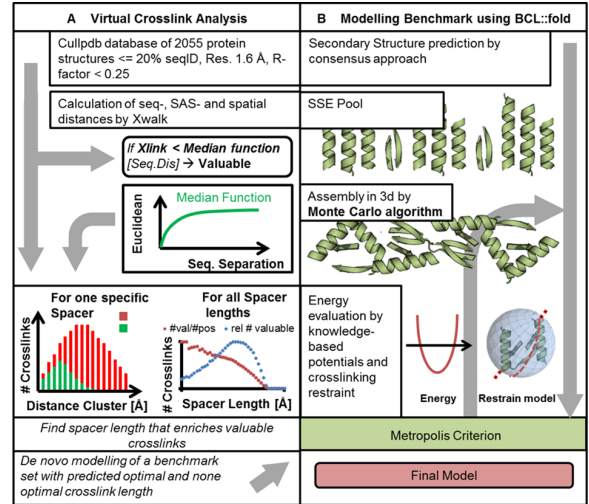 A Virtual Crosslink Analysis
Cullpdb database of 2055 protein
structures <= 20% seqID, Res. 1.6 Å, R-
factor < 0.25
Calculation of seq-, SAS- and spatial
distances by Xwalk
If Xlink < Median function
[Seq.Dis] → Valuable
Median Function
Euclidean
Seq. Separation
For one specific
Spacer
# Crosslinks
Distance Cluster [Å]
For all Spacer
lengths
#val/#pos
rel # valuable
# Crosslinks
Spacer Length [Å]
Find spacer length that enriches valuable
crosslinks
De novo modelling of a benchmark
set with predicted optimal and none
optimal crosslink length
B Modelling Benchmark using BCL::fold
Secondary Structure prediction by
consensus approach
SSE Pool
Assembly in 3d by
Monte Carlo algorithm
Energy
evaluation by
knowledge-
based
potentials and
crosslinking
restraint
Energy
Restrain model
Metropolis Criterion
Final Model